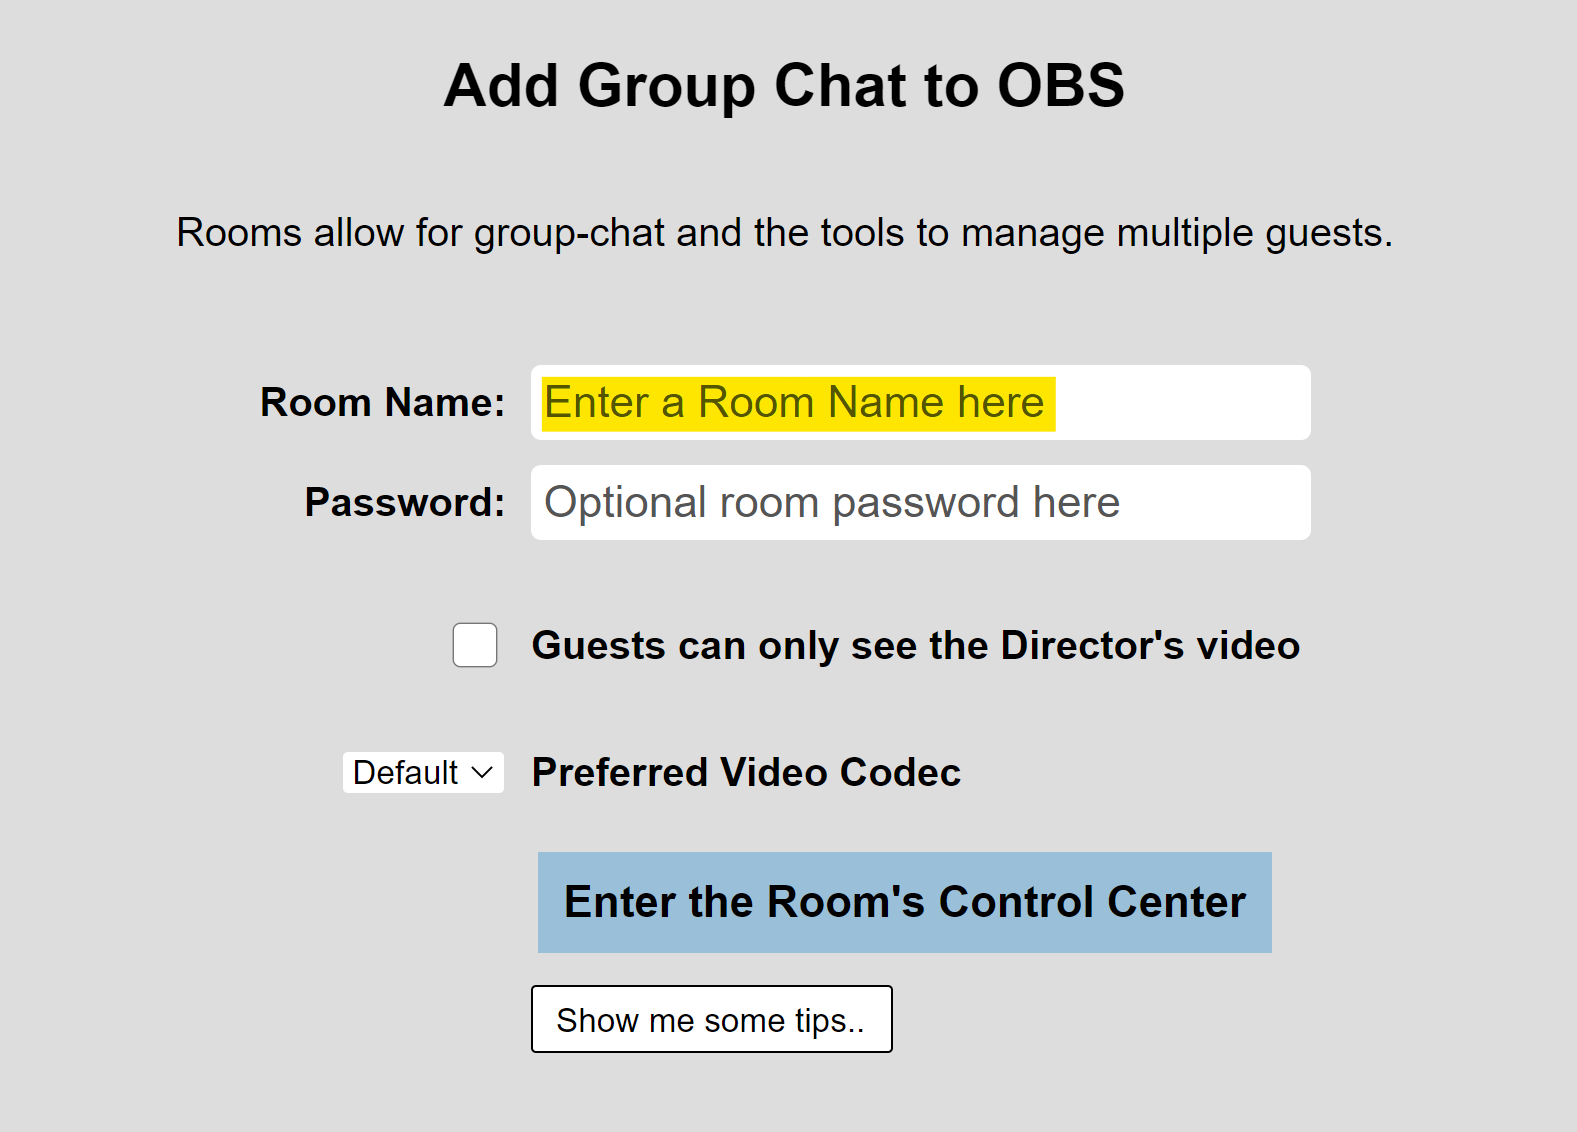 Add Group Chat to OBS
Rooms allow for group-chat and the tools to manage multiple guests.
Room Name: Enter a Room Name here
Password: Optional room password here
Guests can only see the Director's video
Default Preferred Video Codec
Enter the Room's Control Center
Show me some tips..